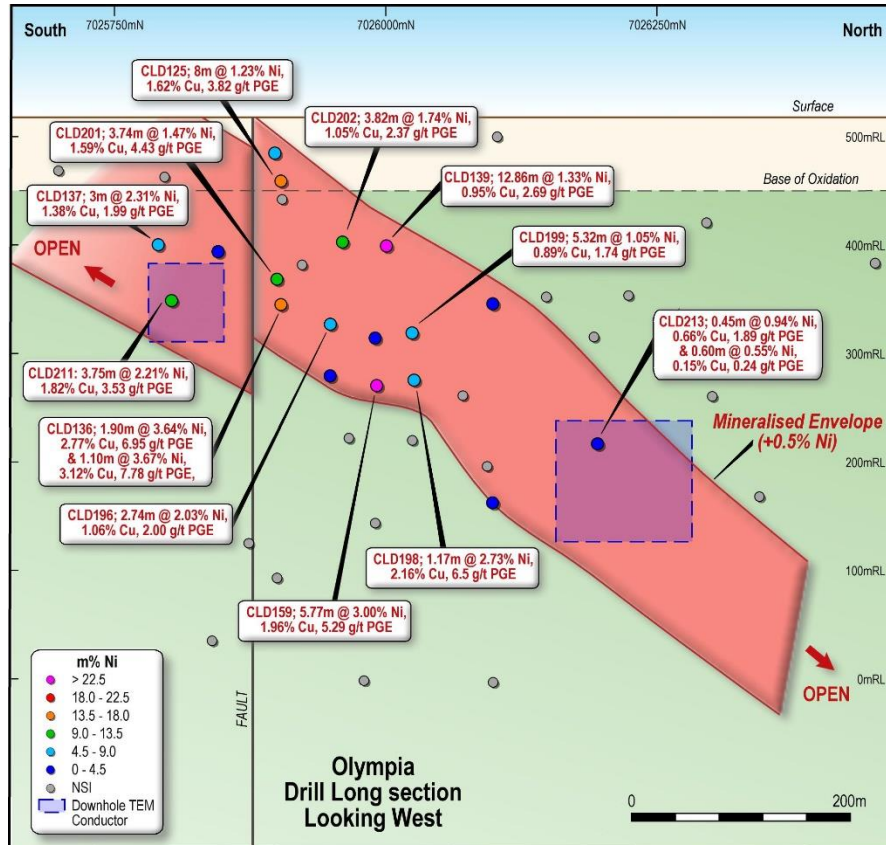 South
7025750mN
7026000mN
7026250mN
North
CLD125; 8m @ 1.23% Ni,
1.62% Cu, 3.82 g/t PGE
CLD201; 3.74m @ 1.47% Ni,
1.59% Cu, 4.43 g/t PGE
CLD202; 3.82m @ 1.74% Ni,
1.05% Cu, 2.37 g/t PGE
Surface
500mRL
CLD139; 12.86m @ 1.33% Ni,
0.95% Cu, 2.69 g/t PGE
Base of Oxidation
CLD137; 3m @ 2.31% Ni,
1.38% Cu, 1.99 g/t PGE
CLD199; 5.32m @ 1.05% Ni,
0.89% Cu, 1.74 g/t PGE
400mRL
OPEN
CLD213; 0.45m @ 0.94% Ni,
0.66% Cu, 1.89 g/t PGE
& 0.60m @ 0.55% Ni,
0.15% Cu, 0.24 g/t PGE
300mRL
CLD211; 3.75m @ 2.21% Ni,
1.82% Cu, 3.53 g/t PGE
Mineralised Envelope
(+0.5% Ni)
CLD136; 1.90m @ 3.64% Ni,
2.77% Cu, 6.95 g/t PGE
& 1.10m @ 3.67% Ni,
3.12% Cu, 7.78 g/t PGE,
200mRL
CLD196; 2.74m @ 2.03% Ni,
1.06% Cu, 2.00 g/t PGE
CLD198; 1.17m @ 2.73% Ni,
2.16% Cu, 6.5 g/t PGE
100mRL
CLD159; 5.77m @ 3.00% Ni,
1.96% Cu, 5.29 g/t PGE
0mRL
OPEN
FAULT
m% Ni
> 22.5
18.0 - 22.5
13.5 - 18.0
9.0 - 13.5
4.5 - 9.0
0 - 4.5
NSI
Downhole TEM
Conductor
Olympia
Drill Long section
Looking West
0
200m